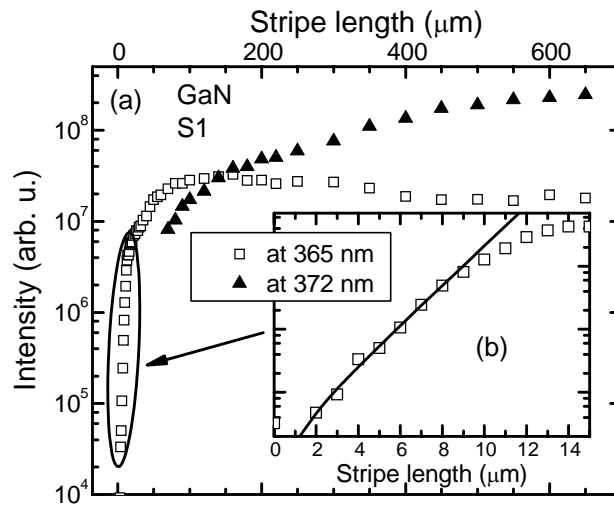 Stripe length (μm)
0 200 400 600
(a) GaN
S1
Intensity (arb. u.)
10^8
10^7
10^6
10^5
10^4
at 365 nm
at 372 nm
(b)
0 2 4 6 8 10 12 14
Stripe length (μm)